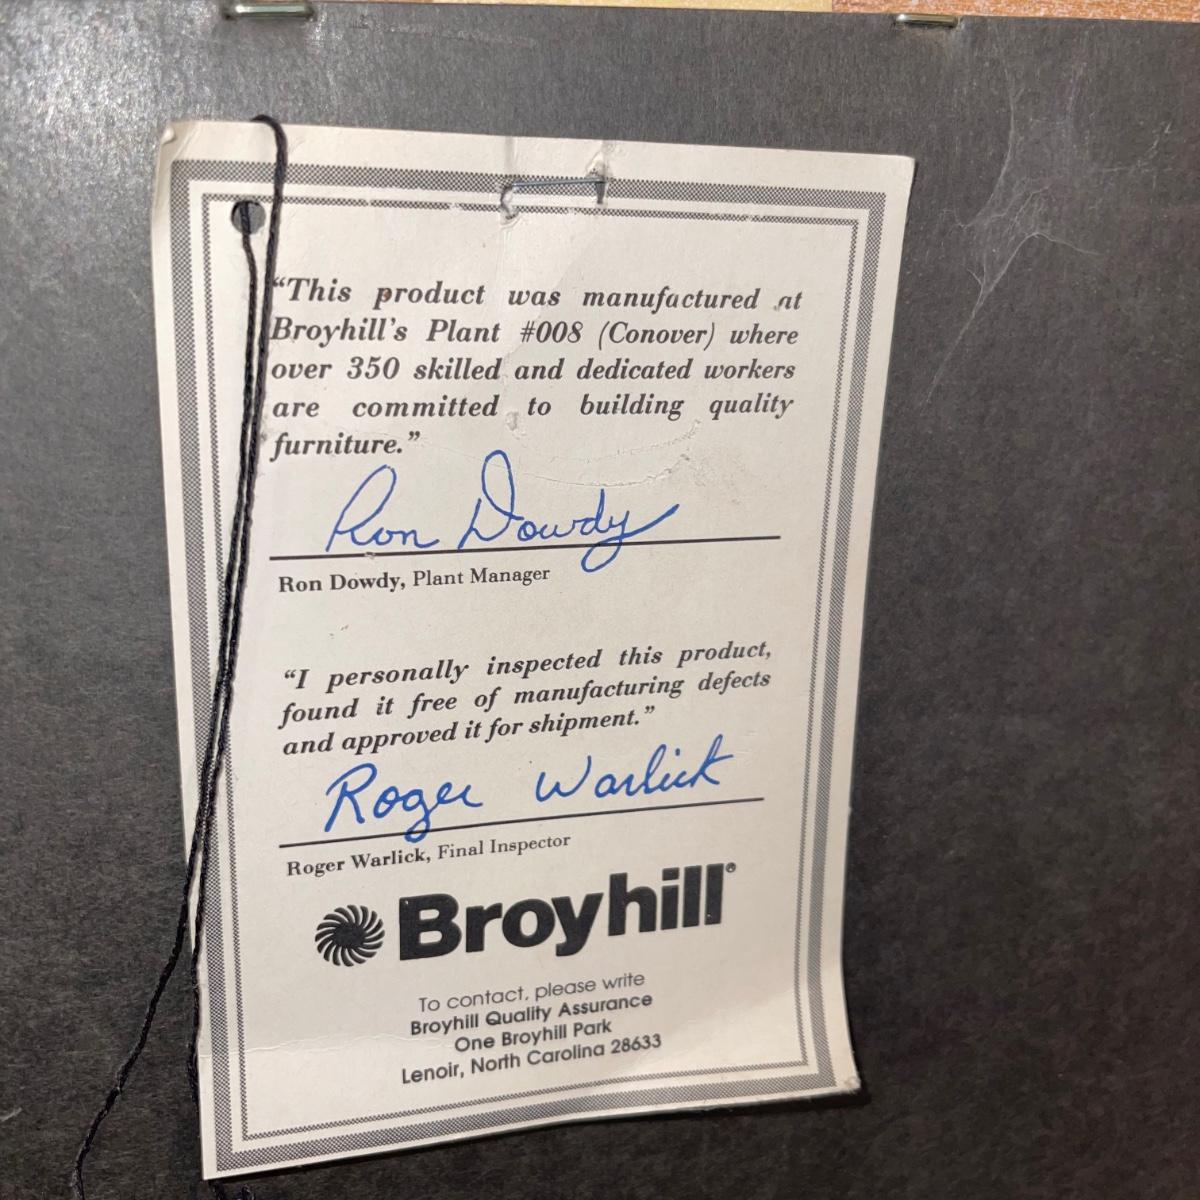 “This product was manufactured at
Broyhill's Plant #008 (Conover) where
over 350 skilled and dedicated workers
are committed to building quality
furniture.”
Ron Dowdy
Ron Dowdy, Plant Manager
“I personally inspected this product,
found it free of manufacturing defects
and approved it for shipment.”
Roger Warlick
Roger Warlick, Final Inspector
Broyhill®
To contact, please write
Broyhill Quality Assurance
One Broyhill Park
Lenoir, North Carolina 28633